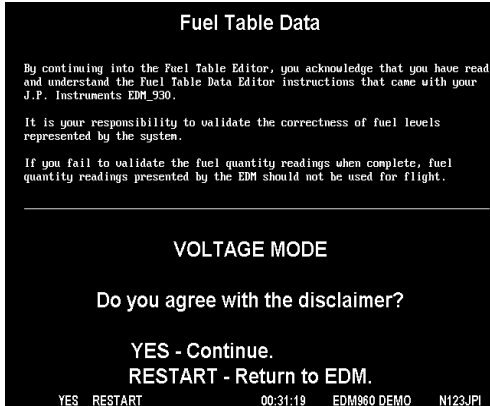 Fuel Table Data
By continuing into the Fuel Table Editor, you acknowledge that you have read
and understand the Fuel Table Data Editor instructions that came with your
J.P. Instruments EDM_930.
It is your responsibility to validate the correctness of fuel levels
represented by the system.
If you fail to validate the fuel quantity readings when complete, fuel
quantity readings presented by the EDM should not be used for flight.
VOLTAGE MODE
Do you agree with the disclaimer?
YES - Continue.
RESTART - Return to EDM.
YES RESTART 00:31:19 EDM960 DEMO N123JPI